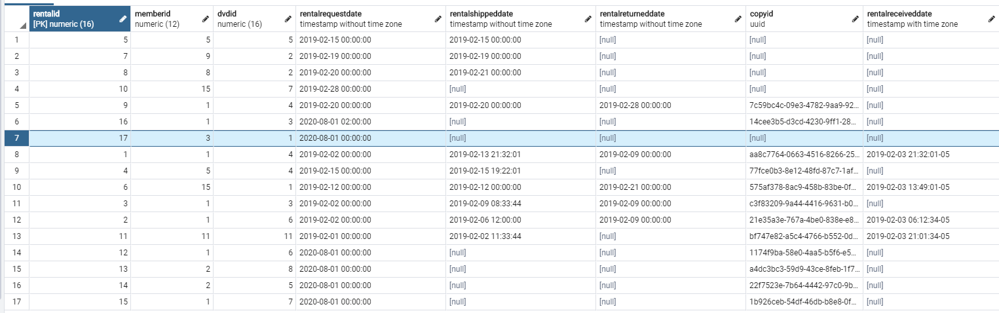 rentalid memberid dvdid rentalrequestdate rentalshippeddate rentalreturneddate copyid rentalreceiveddate
[PK] numeric (16) numeric (12) numeric (16) timestamp without time zone timestamp without time zone timestamp without time zone uuid timestamp with time zone
1 5 5 5 2019-02-15 00:00:00 2019-02-15 00:00:00 [null] [null] [null]
2 7 9 2 2019-02-19 00:00:00 2019-02-19 00:00:00 [null] [null] [null]
3 8 8 2 2019-02-20 00:00:00 2019-02-21 00:00:00 [null] [null] [null]
4 10 15 7 2019-02-28 00:00:00 [null] [null] [null] [null]
5 9 1 4 2019-02-20 00:00:00 2019-02-20 00:00:00 2019-02-28 00:00:00 7c59bc4c-09e3-4782-9aa9-92... [null]
6 16 1 3 2020-08-01 02:00:00 [null] [null] 14cee3b5-d3cd-4230-9ff1-28... [null]
7 17 3 1 2020-08-01 00:00:00 [null] [null] [null] [null]
8 1 1 4 2019-02-02 00:00:00 2019-02-13 21:32:01 2019-02-09 00:00:00 aa8c7764-0663-4516-8266-25... 2019-02-03 21:32:01-05
9 4 5 4 2019-02-15 00:00:00 2019-02-15 19:22:01 [null] 77fce0b3-8e12-48fd-87c7-1af... [null]
10 6 15 1 2019-02-12 00:00:00 2019-02-12 00:00:00 2019-02-21 00:00:00 575af378-8ac9-458b-83be-0f... 2019-02-03 13:49:01-05
11 3 1 3 2019-02-02 00:00:00 2019-02-09 08:33:44 2019-02-09 00:00:00 c3f83209-9a44-4416-9631-b0... [null]
12 2 1 6 2019-02-02 00:00:00 2019-02-06 12:00:00 2019-02-09 00:00:00 21e35a3e-767a-4be0-838e-e8... 2019-02-03 06:12:34-05
13 11 11 11 2019-02-01 00:00:00 2019-02-02 11:33:44 [null] bf747e82-a5c4-4766-b552-0d... 2019-02-03 21:01:34-05
14 12 1 6 2020-08-01 00:00:00 [null] [null] 1174f9ba-58e0-4aa5-b5f6-e5... [null]
15 13 2 8 2020-08-01 00:00:00 [null] [null] a4dc3bc3-59d9-43ce-8feb-1f7... [null]
16 14 2 5 2020-08-01 00:00:00 [null] [null] 22f7523e-7b64-4442-97c0-9b... [null]
17 15 1 7 2020-08-01 00:00:00 [null] [null] 1b926ceb-54df-46db-b8e8-0f... [null]